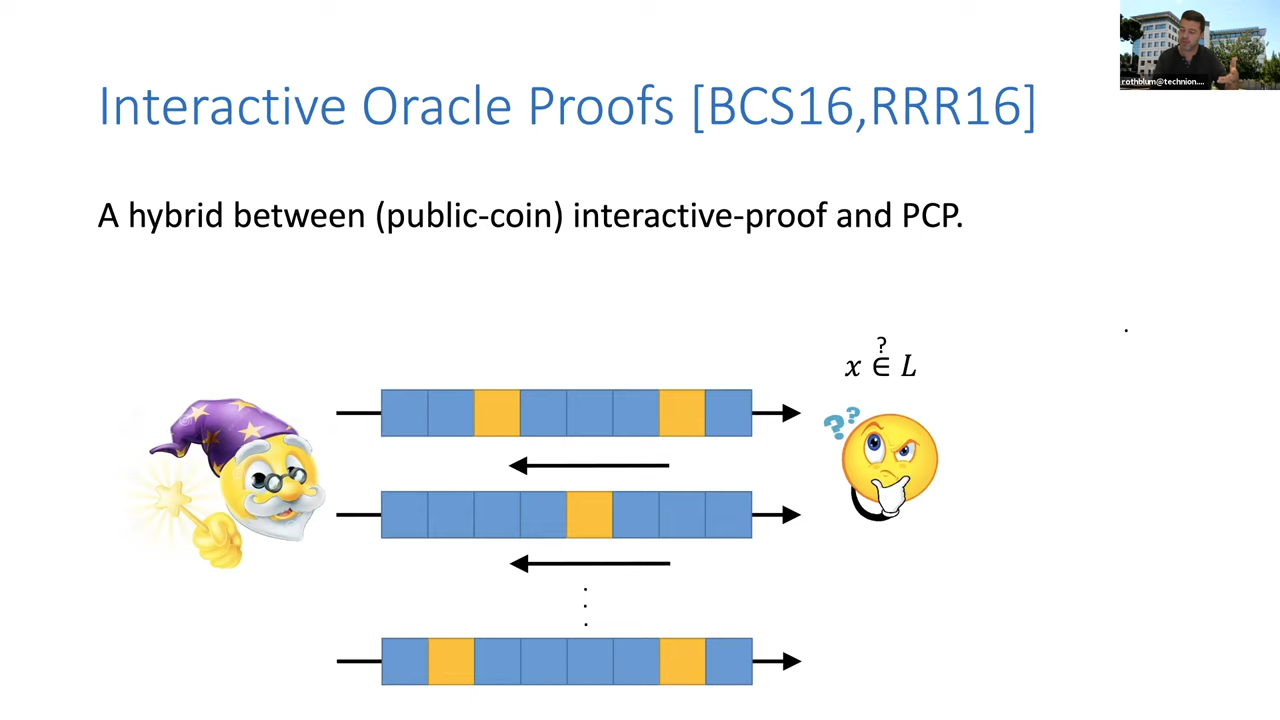 Interactive Oracle Proofs [BCS16,RRR16]
rothblum@technion....
A hybrid between (public-coin) interactive-proof and PCP.
?
x ∈ L
??